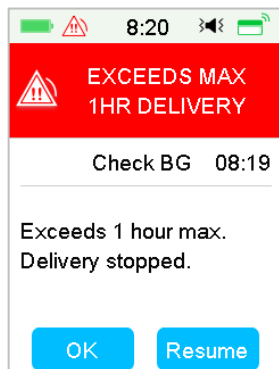 8:20
EXCEEDS MAX
1HR DELIVERY
Check BG 08:19
Exceeds 1 hour max.
Delivery stopped.
OK Resume